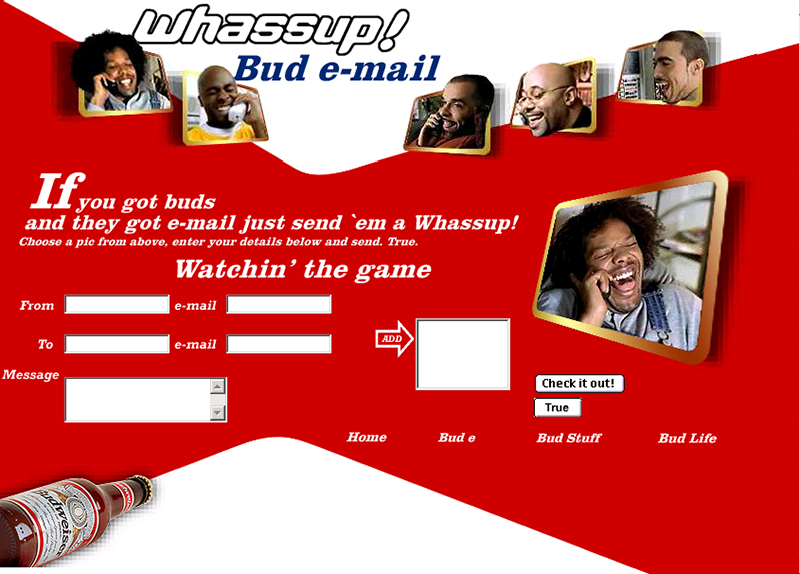 Whassup!
Bud e-mail
If you got buds
and they got e-mail just send `em a Whassup!
Choose a pic from above, enter your details below and send. True.
Watchin' the game
From e-mail
To e-mail
ADD
Message
Check it out!
True
Home Bud e Bud Stuff Bud Life
Budweiser